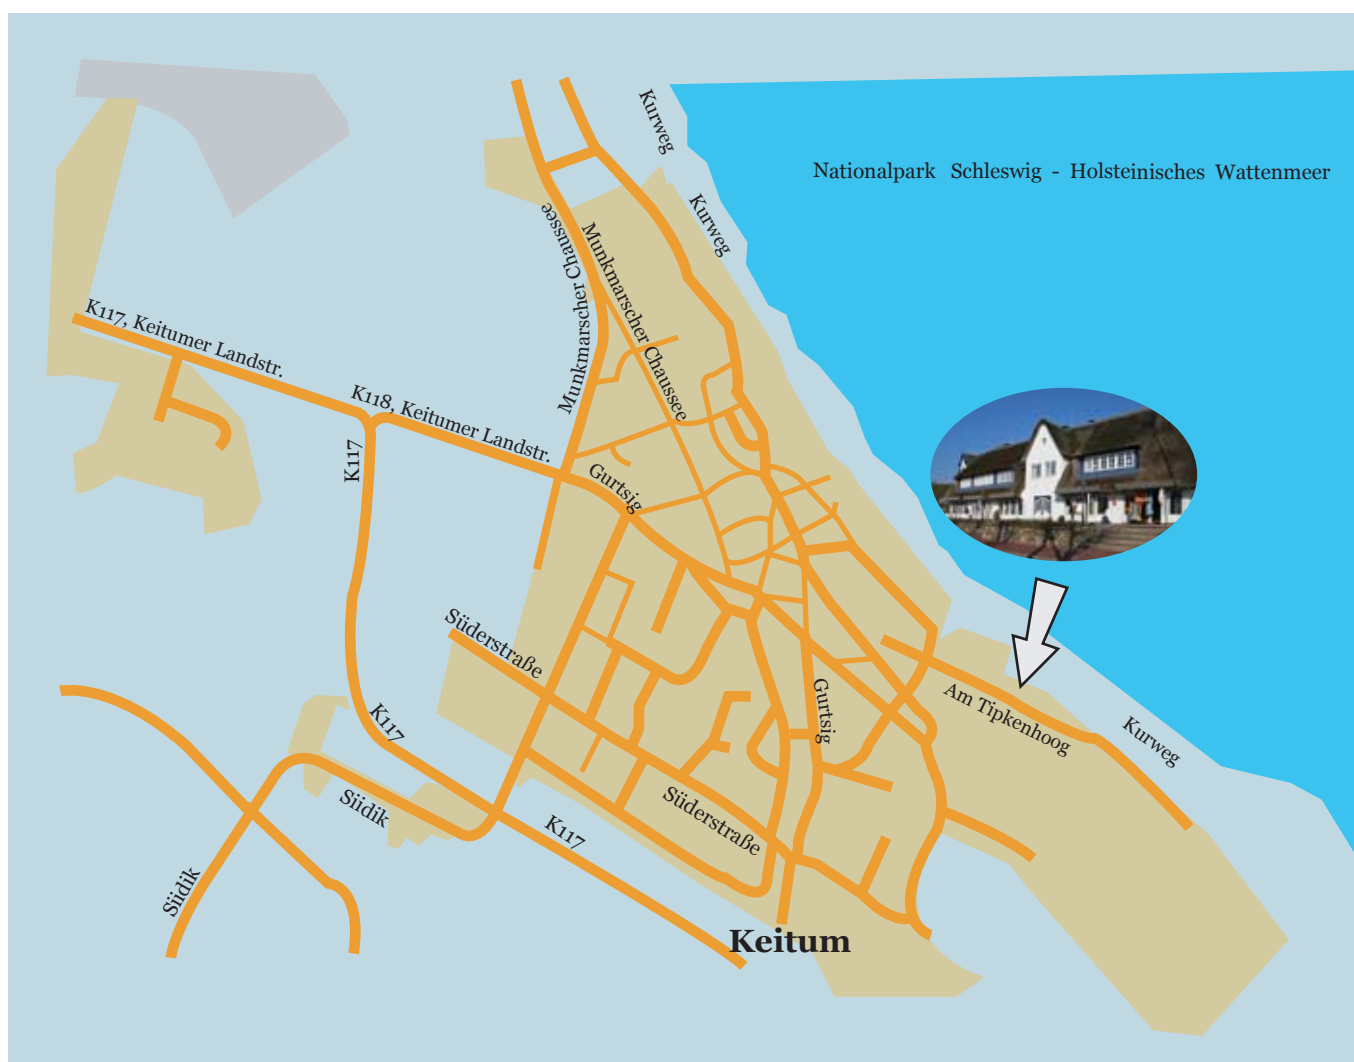 Kurweg
Nationalpark Schleswig - Holsteinisches Wattenmeer
Kurweg
Munkmarscher Chaussee
Munkmarscher Chaussee
K117, Keitumer Landstr.
K118, Keitumer Landstr.
K117
Gurtsig
Süderstraße
Gurtsig
Am Tipkenhoog
Kurweg
K117
Siidik
Süderstraße
K117
Siidik
Keitum